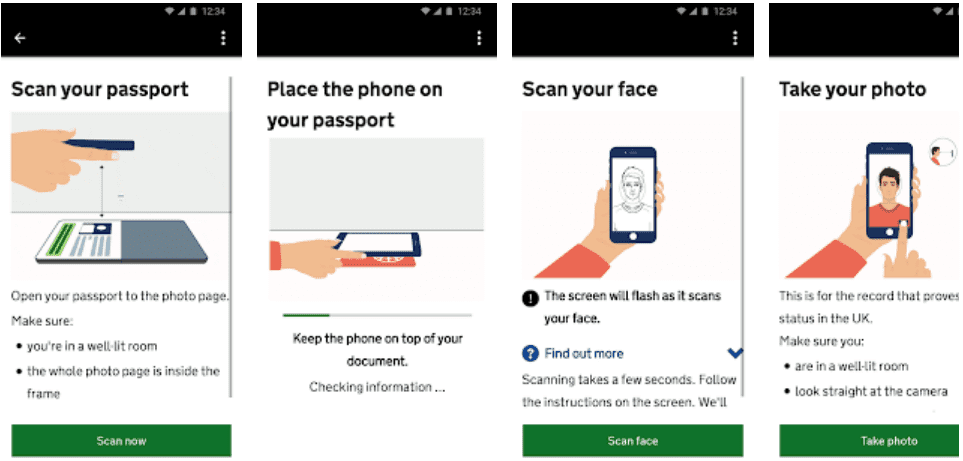 12:34
Scan your passport
Open your passport to the photo page.
Make sure:
• you're in a well-lit room
• the whole photo page is inside the
frame
Scan now
12:34
Place the phone on
your passport
Keep the phone on top of your
document.
Checking information ...
12:34
Scan your face
! The screen will flash as it scans
your face.
? Find out more
Scanning takes a few seconds. Follow
the instructions on the screen. We'll
Scan face
Take your photo
This is for the record that proves
status in the UK.
Make sure you:
• are in a well-lit room
• look straight at the camera
Take photo